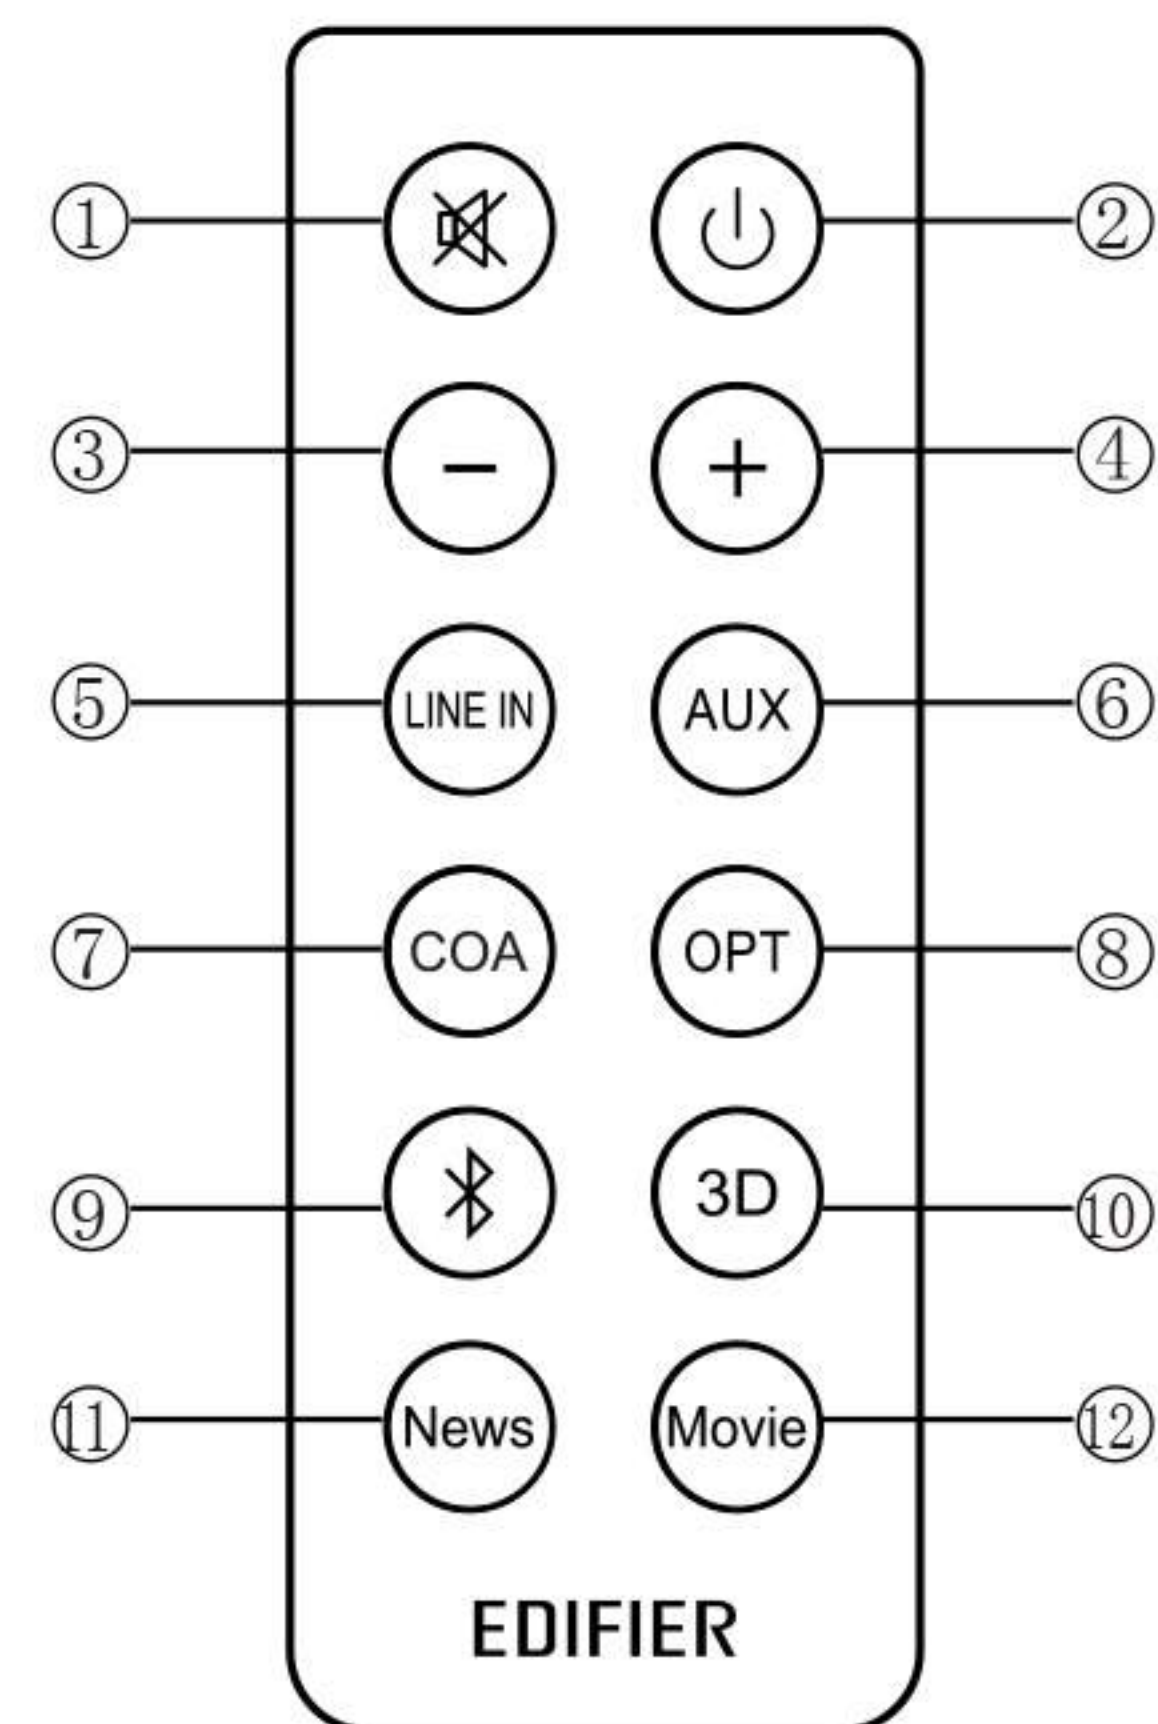 ① ②
③ − + ④
⑤ LINE IN AUX ⑥
⑦ COA OPT ⑧
⑨ 3D ⑩
⑪ News Movie ⑫
EDIFIER